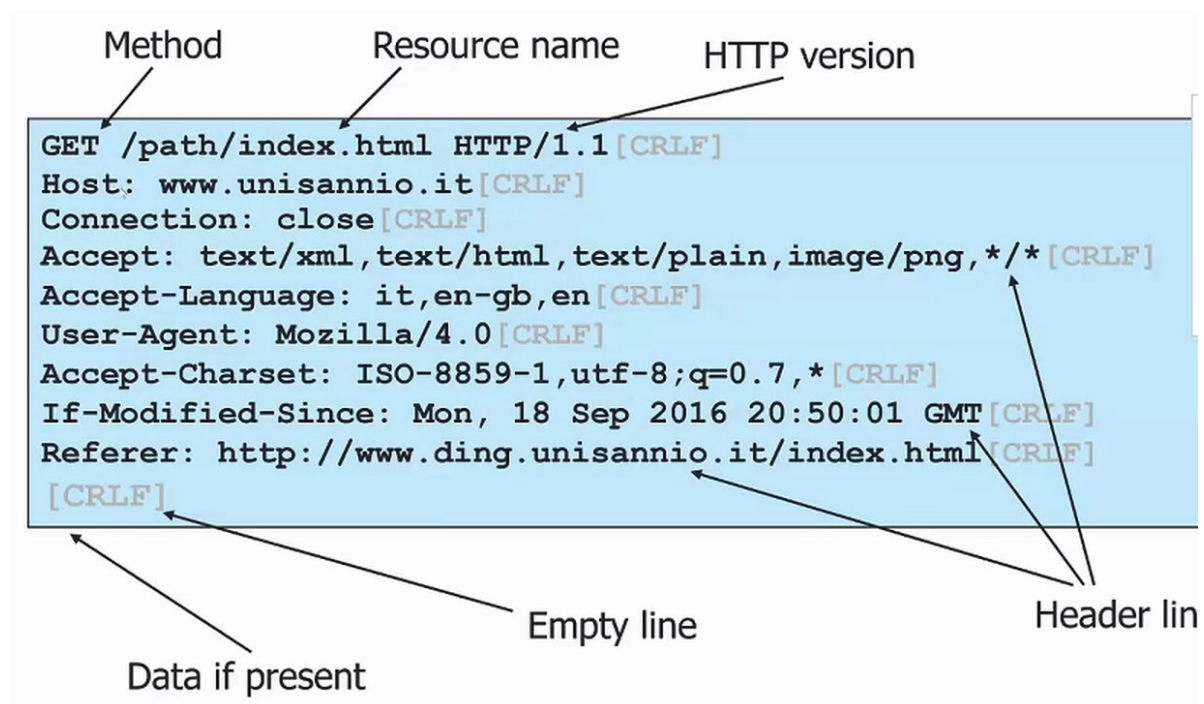 Method
Resource name
HTTP version
GET /path/index.html HTTP/1.1[CRLF]
Host: www.unisannio.it[CRLF]
Connection: close[CRLF]
Accept: text/xml,text/html,text/plain,image/png,*/*[CRLF]
Accept-Language: it,en-gb,en[CRLF]
User-Agent: Mozilla/4.0[CRLF]
Accept-Charset: ISO-8859-1,utf-8;q=0.7,*[CRLF]
If-Modified-Since: Mon, 18 Sep 2016 20:50:01 GMT[CRLF]
Referer: http://www.ding.unisannio.it/index.html[CRLF]
[CRLF]
Header lin
Empty line
Data if present